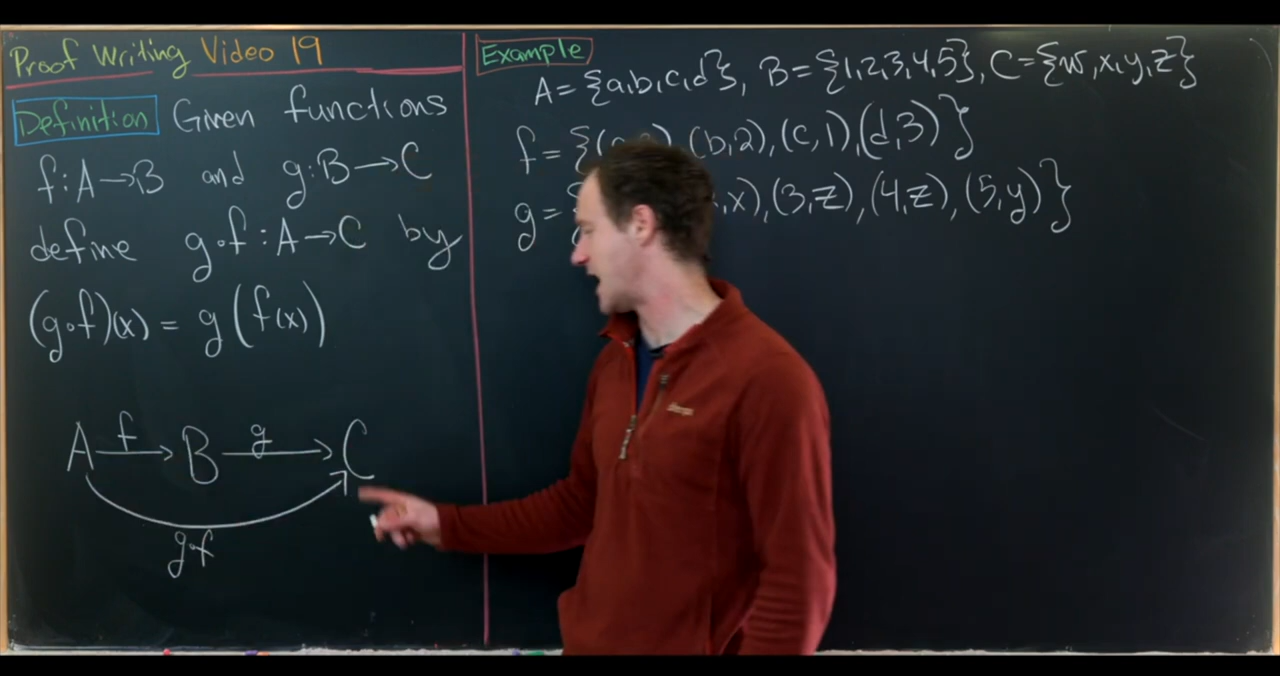 Proof Writing Video 19
Definition Given functions
f:A→B and g:B→C
define g∘f:A→C by
(g∘f)(x) = g(f(x))
A f→ B g→ C
g∘f
Example
A={a,b,c,d}, B={1,2,3,4,5}, C={w,x,y,z}
f={(b,2),(c,1),(d,3)}
g={,x),(3,z),(4,z),(5,y)}